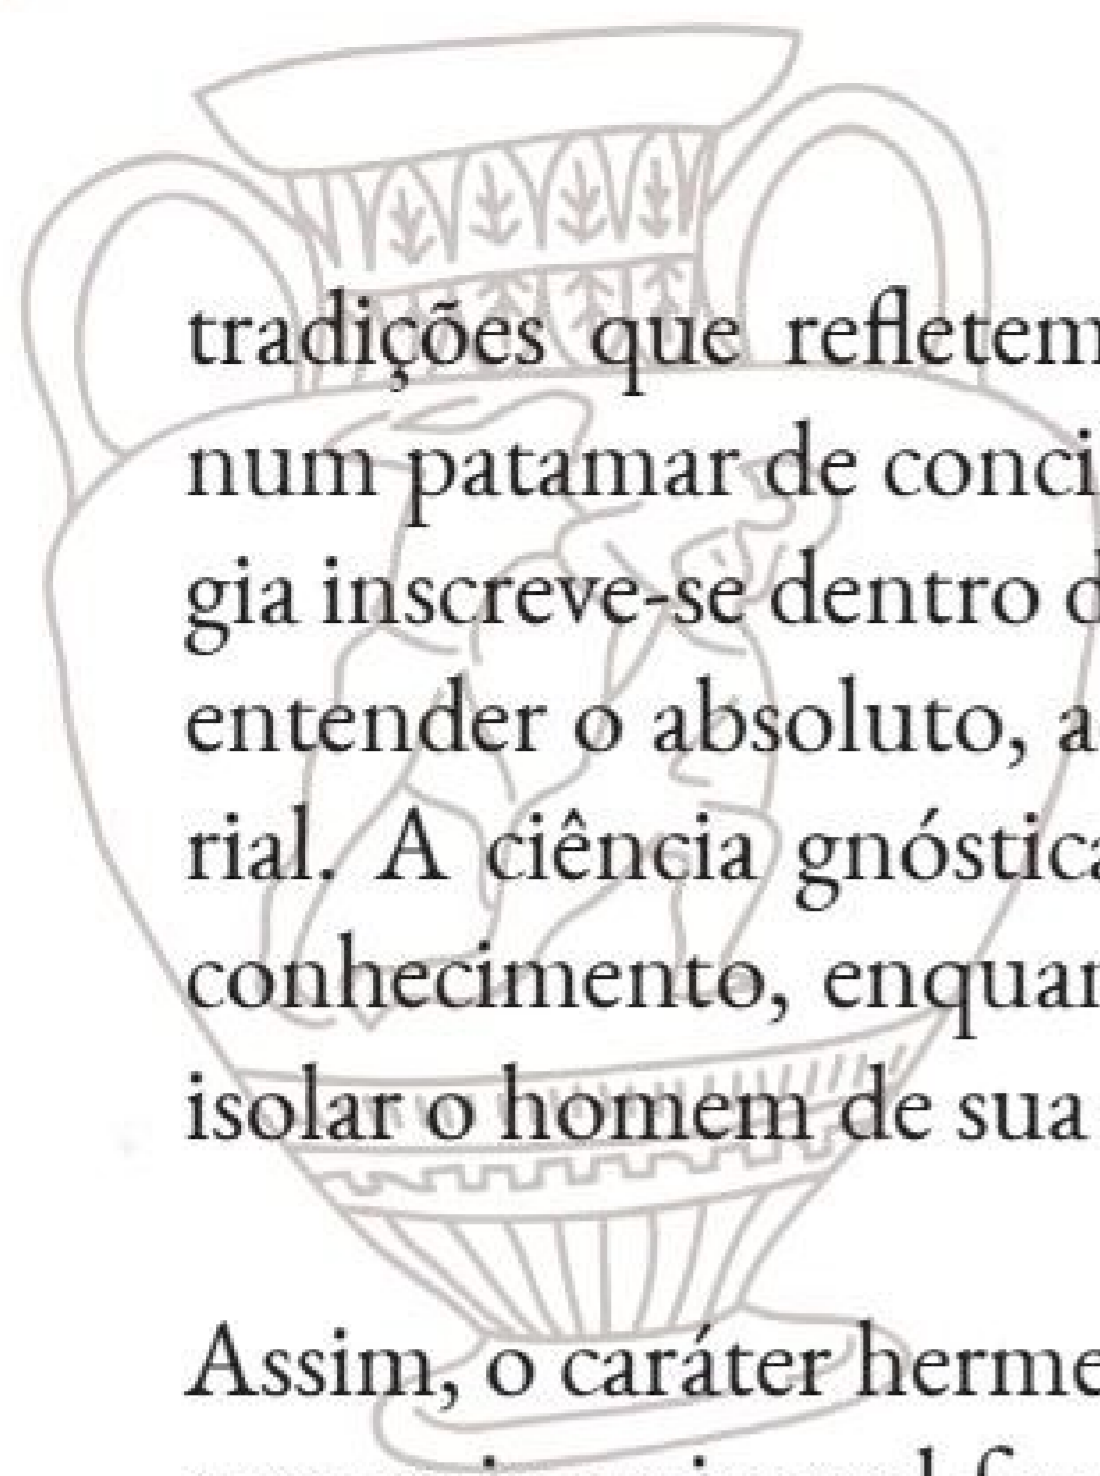 tradições que refletem
num patamar de conci
gia inscreve-se dentro d
entender o absoluto, a
rial. A ciência gnóstica
conhecimento, enquan
isolar o homem de sua
Assim, o caráter herme